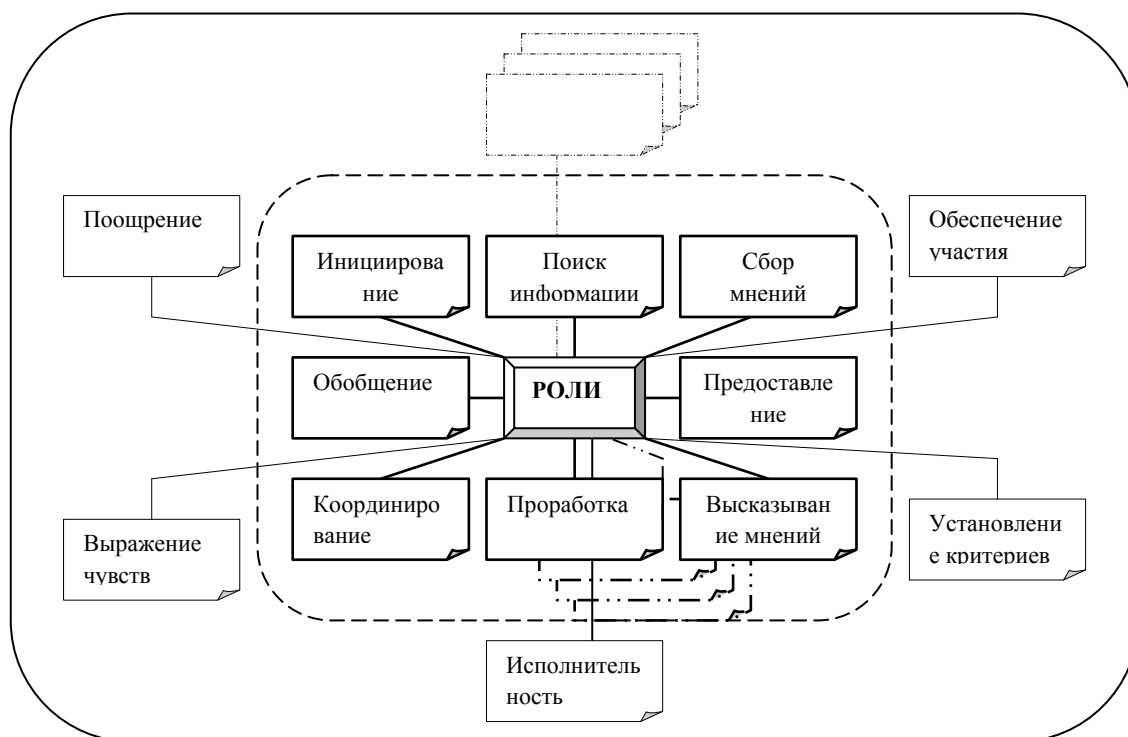 Поощрение
Обеспечение
участия
Инициирова
ние
Поиск
информации
Сбор
мнений
Обобщение
РОЛИ
Предоставле
ние
Координиро
вание
Проработка
Высказыван
ие мнений
Выражение
чувств
Установлени
е критериев
Исполнитель
ность